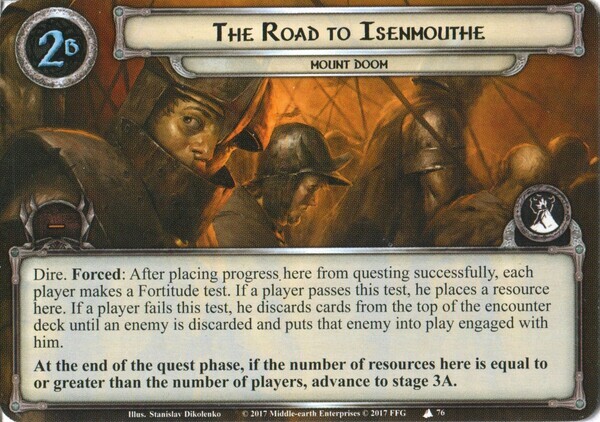 2B
THE ROAD TO ISENMOUTHE
MOUNT DOOM
-
Dire. Forced: After placing progress here from questing successfully, each
player makes a Fortitude test. If a player passes this test, he places a resource
here. If a player fails this test, he discards cards from the top of the encounter
deck until an enemy is discarded and puts that enemy into play engaged with
him.
At the end of the quest phase, if the number of resources here is equal to
or greater than the number of players, advance to stage 3A.
Illus. Stanislav Dikolenko © 2017 Middle-earth Enterprises © 2017 FFG 76